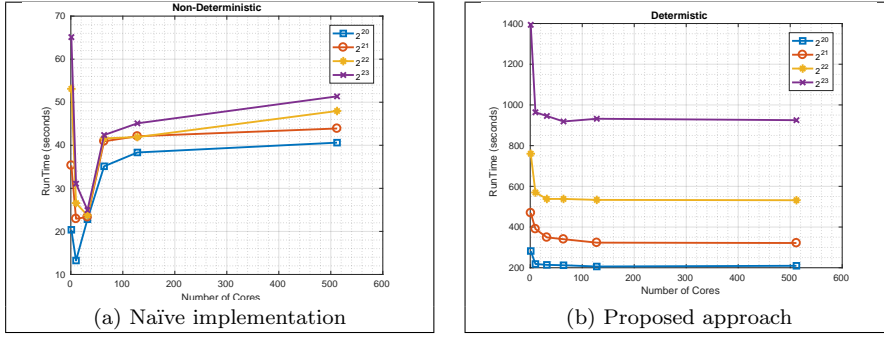 Non-Deterministic
70
60
50
40
30
20
10
0 100 200 300 400 500 600
RunTime (seconds)
Number of Cores
2^20
2^21
2^22
2^23
(a) Naïve implementation
Determistic
1400
1200
1000
800
600
400
200
0 100 200 300 400 500 600
RunTime (seconds)
Number of Cores
2^20
2^21
2^22
2^23
(b) Proposed approach